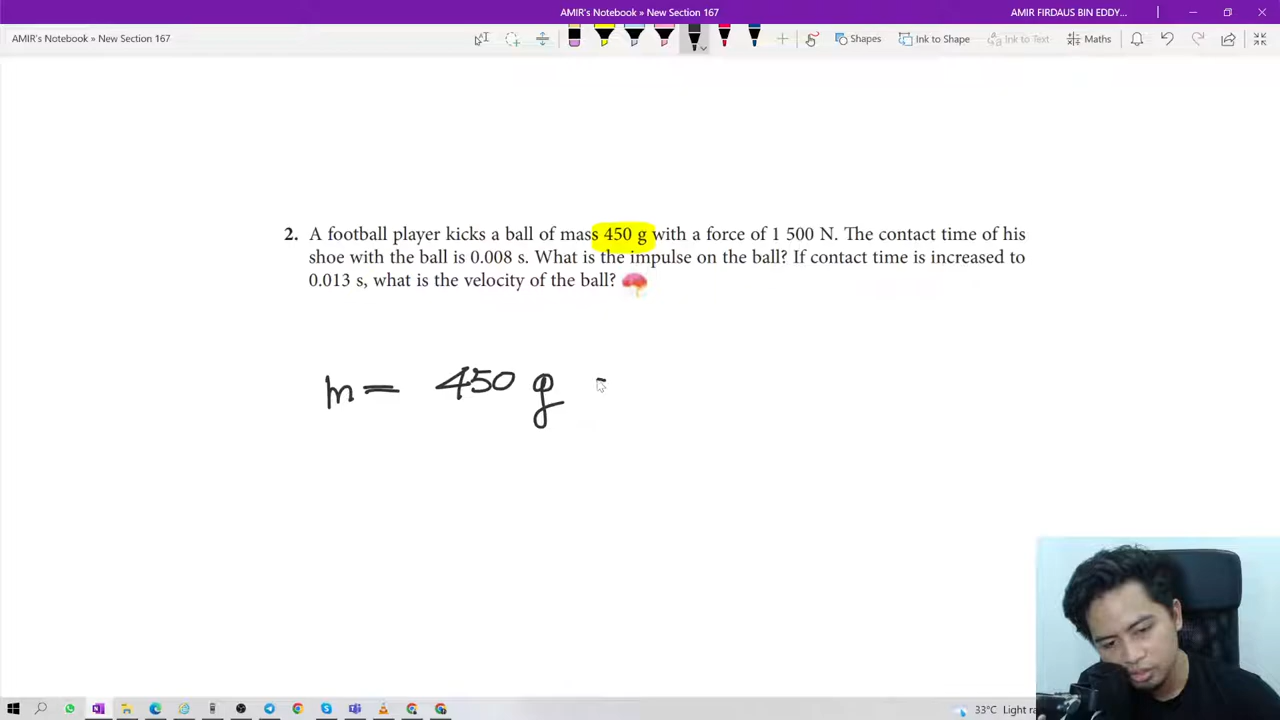 AMIR's Notebook » New Section 167
AMIR FIRDAUS BIN EDDY...
AMIR's Notebook » New Section 167
Shapes
Ink to Shape
Ink to Text
Maths
2. A football player kicks a ball of mass 450 g with a force of 1 500 N. The contact time of his
shoe with the ball is 0.008 s. What is the impulse on the ball? If contact time is increased to
0.013 s, what is the velocity of the ball?
m = 450 g
33°C Light ra